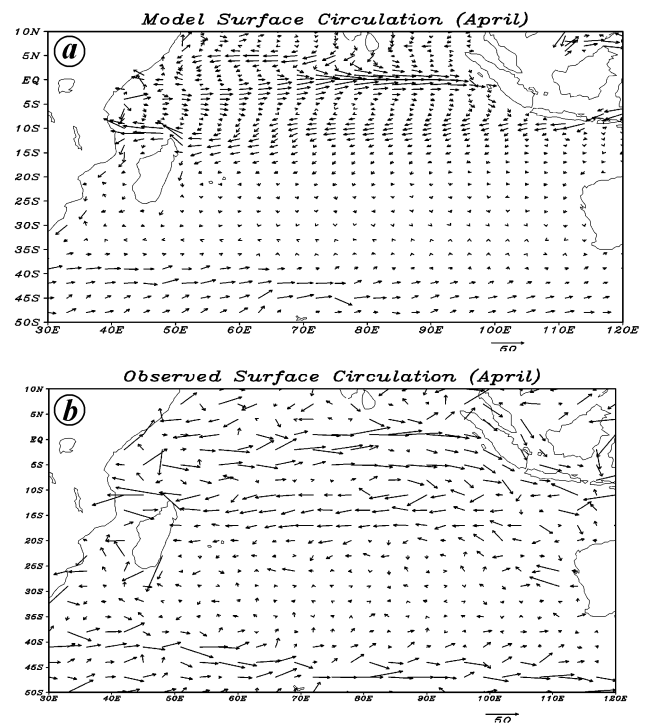 Model Surface Circulation (April)
a
10N
5N
EQ
5S
10S
15S
20S
25S
30S
35S
40S
45S
50S
30E 40E 50E 60E 70E 80E 90E 100E 110E 120E
50
Observed Surface Circulation (April)
b
10N
5N
EQ
5S
10S
15S
20S
25S
30S
35S
40S
45S
50S
30E 40E 50E 60E 70E 80E 90E 100E 110E 120E
50